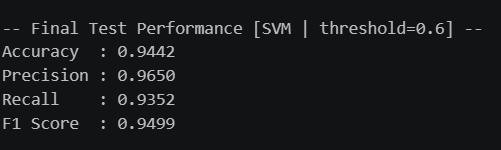 -- Final Test Performance [SVM | threshold=0.6] --
Accuracy  : 0.9442
Precision : 0.9650
Recall    : 0.9352
F1 Score  : 0.9499